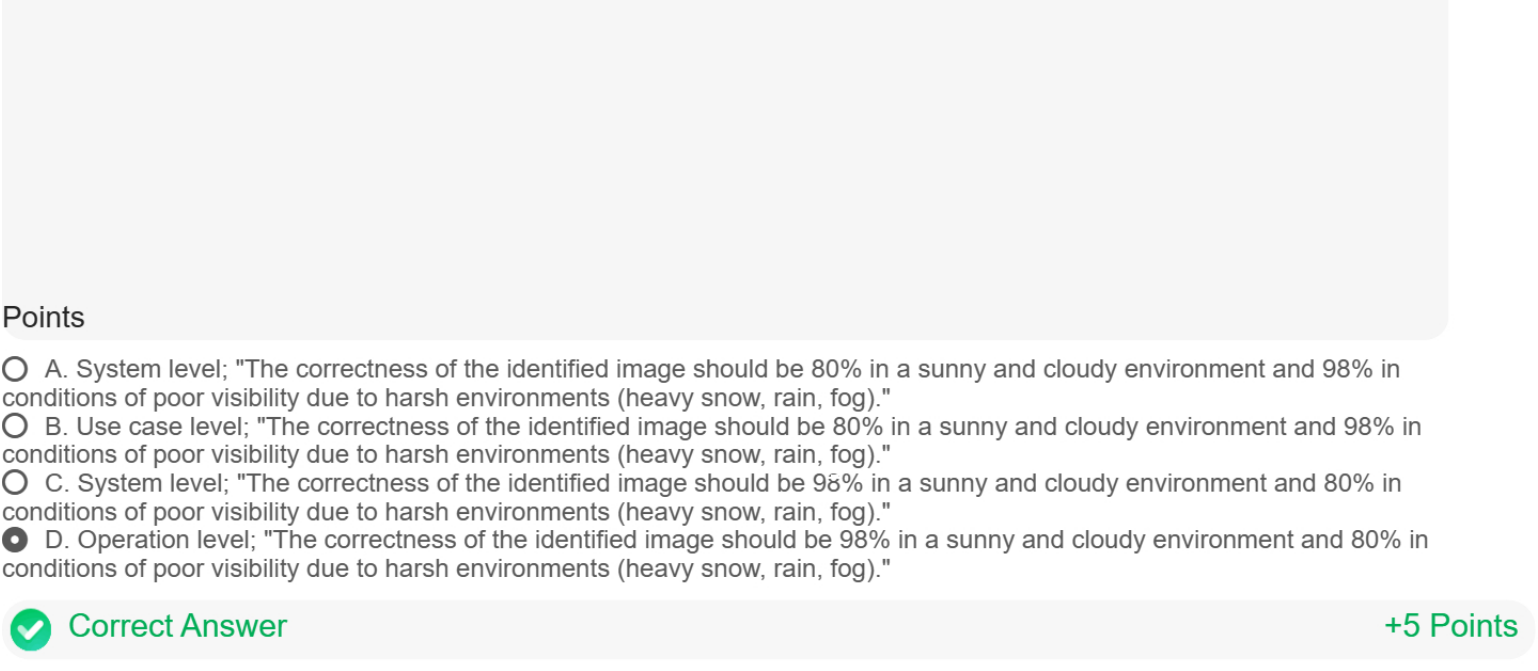 Points
A. System level; "The correctness of the identified image should be 80% in a sunny and cloudy environment and 98% in
conditions of poor visibility due to harsh environments (heavy snow, rain, fog)."
B. Use case level; "The correctness of the identified image should be 80% in a sunny and cloudy environment and 98% in
conditions of poor visibility due to harsh environments (heavy snow, rain, fog)."
C. System level; "The correctness of the identified image should be 98% in a sunny and cloudy environment and 80% in
conditions of poor visibility due to harsh environments (heavy snow, rain, fog)."
D. Operation level; "The correctness of the identified image should be 98% in a sunny and cloudy environment and 80% in
conditions of poor visibility due to harsh environments (heavy snow, rain, fog)."
Correct Answer
+5 Points